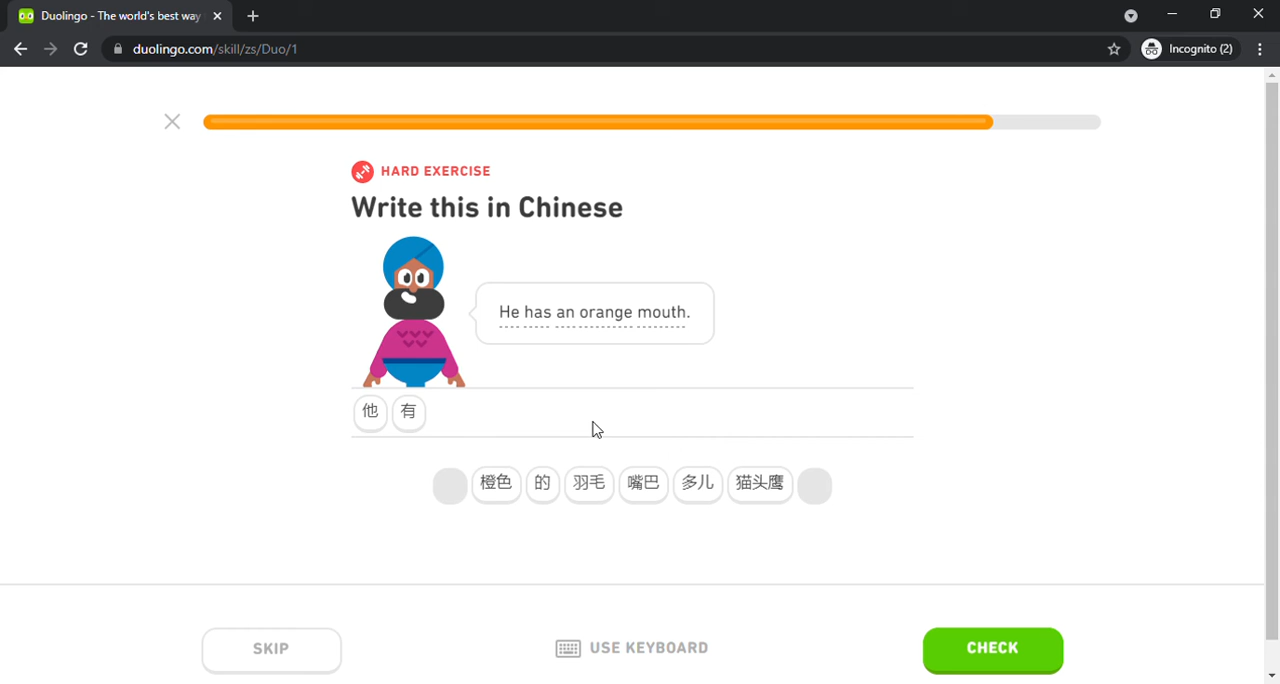 Duolingo - The world's best way
duolingo.com/skill/zs/Duo/1
Incognito (2)
HARD EXERCISE
Write this in Chinese
He has an orange mouth.
他 有
橙色 的 羽毛 嘴巴 多儿 猫头鹰
SKIP
USE KEYBOARD
CHECK